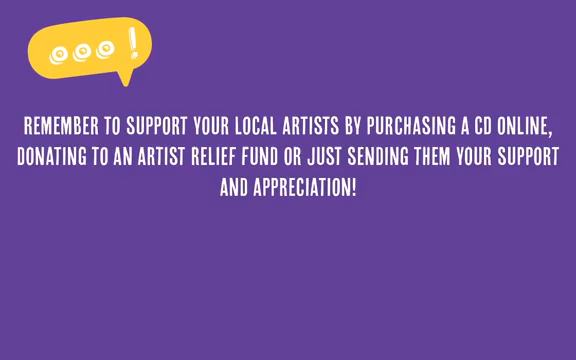 REMEMBER TO SUPPORT YOUR LOCAL ARTISTS BY PURCHASING A CD ONLINE,
DONATING TO AN ARTIST RELIEF FUND OR JUST SENDING THEM YOUR SUPPORT
AND APPRECIATION!